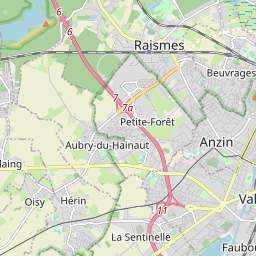 6
6
Raismes
Beuvrages
7
7a
Petite-Forêt
Anzin
Aubry-du-Hainaut
laing
Oisy
Hérin
Val
11
La Sentinelle
Faubou